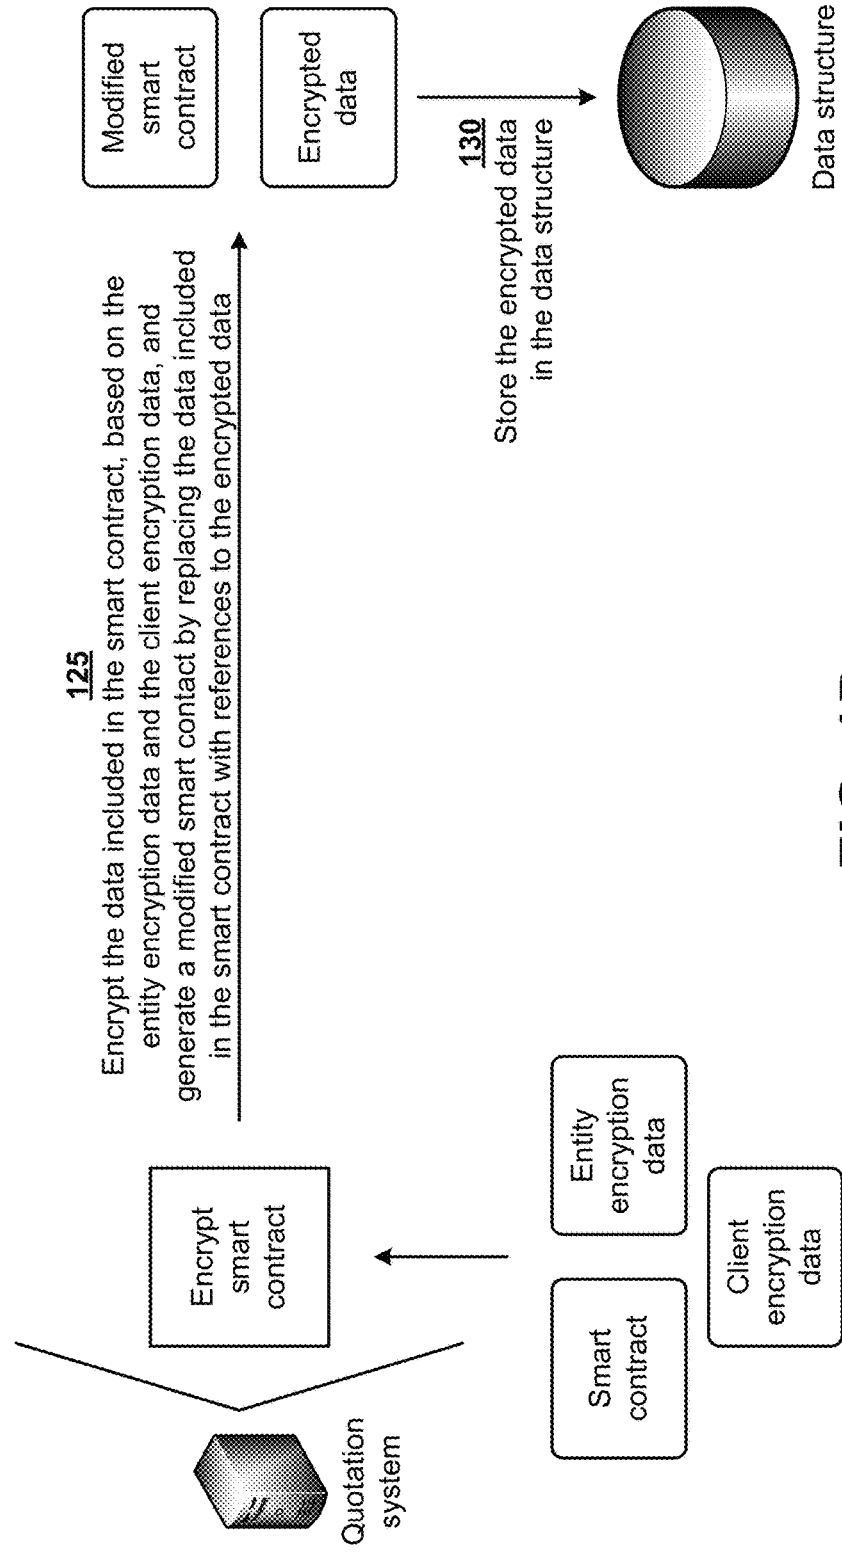 Quotation
system
Encrypt
smart
contract
Smart
contract
Entity
encryption
data
Client
encryption
data
125
Encrypt the data included in the smart contract, based on the
entity encryption data and the client encryption data, and
generate a modified smart contact by replacing the data included
in the smart contract with references to the encrypted data
Modified
smart
contract
Encrypted
data
130
Store the encrypted data
in the data structure
Data structure